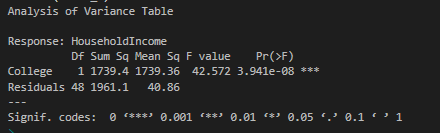 Analysis of Variance Table
Response: HouseholdIncome
Df Sum Sq Mean Sq F value Pr(>F)
College 1 1739.4 1739.36 42.572 3.941e-08 ***
Residuals 48 1961.1 40.86
---
Signif. codes: 0 ‘***’ 0.001 ‘**’ 0.01 ‘*’ 0.05 ‘.’ 0.1 ‘ ’ 1